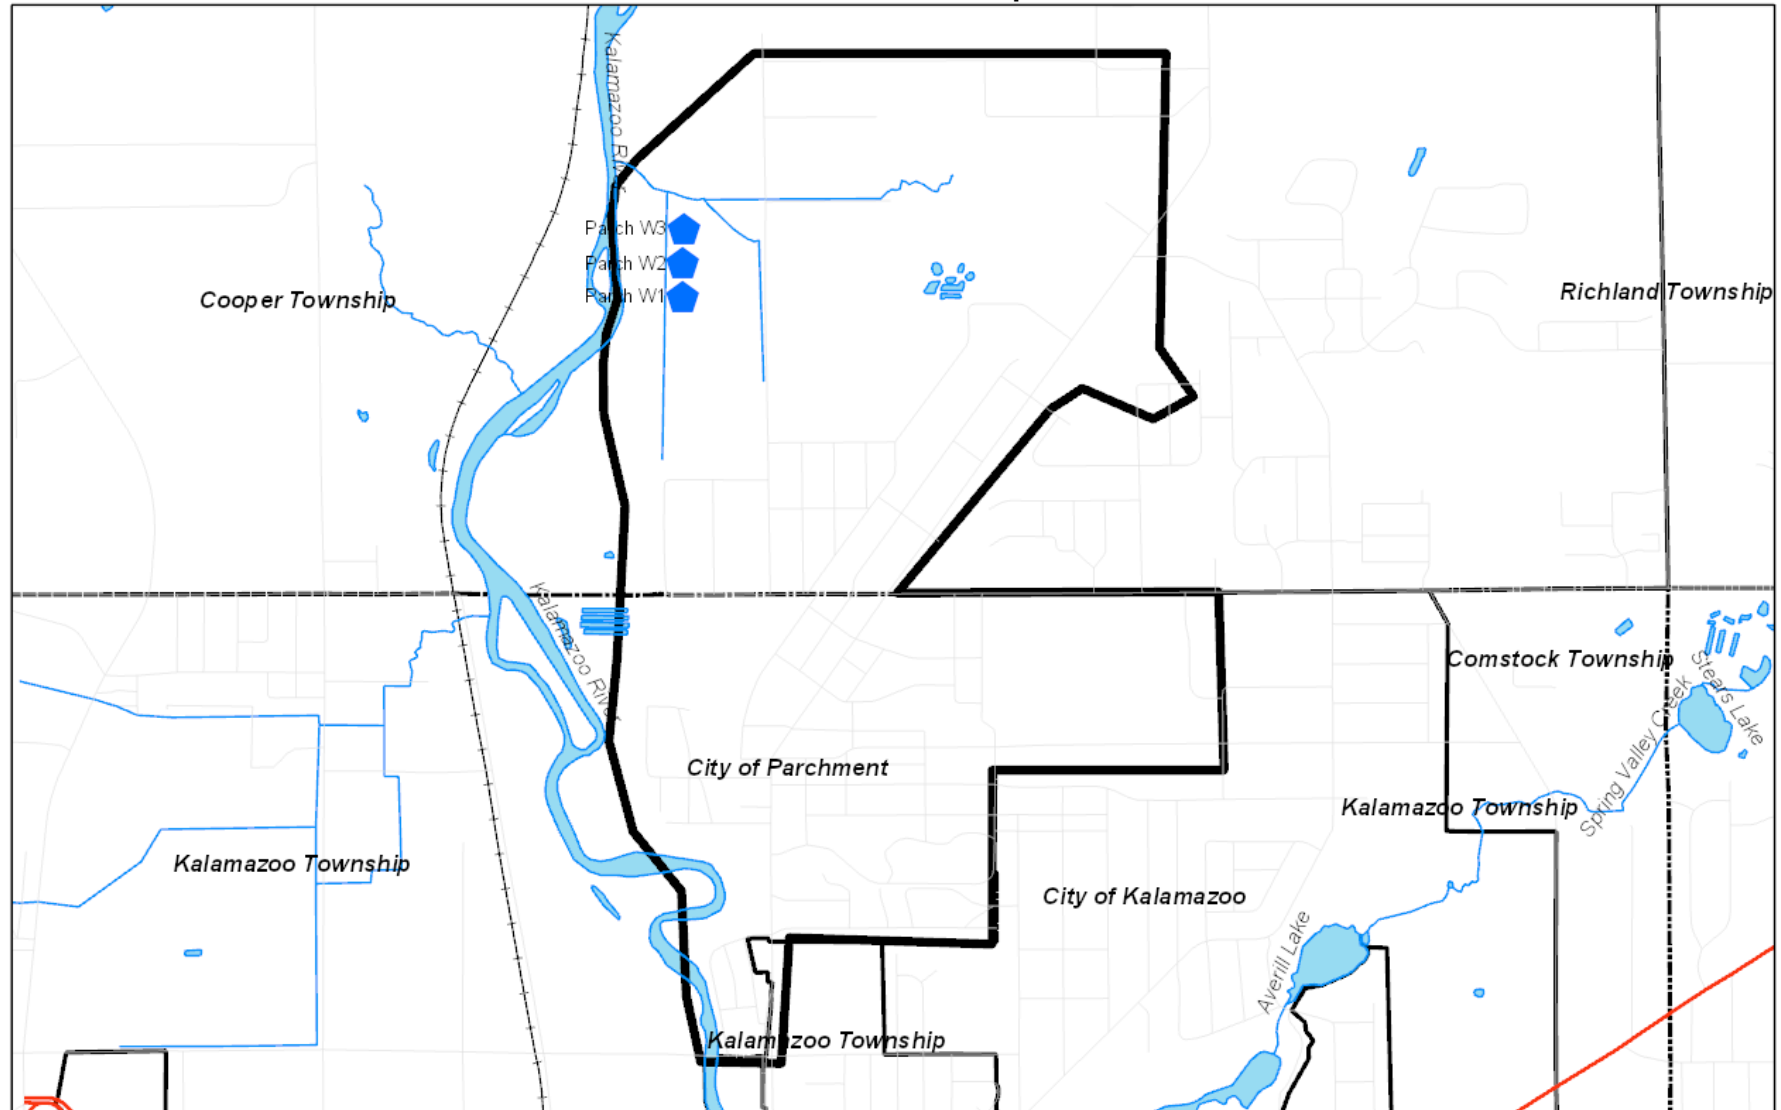 Kalamazoo River
Parch W3
Parch W2
Parch W1
Cooper Township
Richland Township
Kalamazoo River
Comstock Township
Stears Lake
Spring Valley Creek
City of Parchment
Kalamazoo Township
Kalamazoo Township
City of Kalamazoo
Averill Lake
Kalamazoo Township